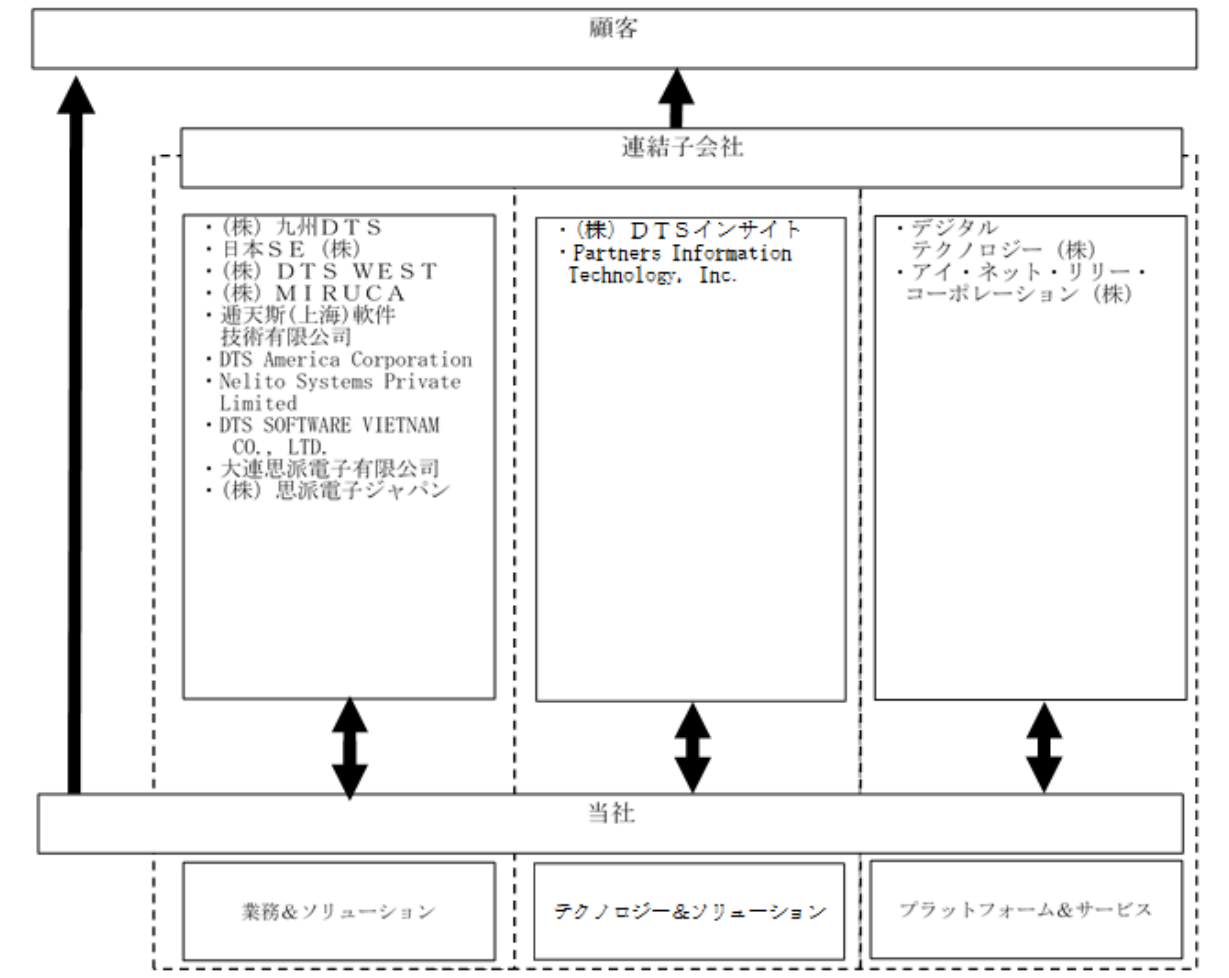 顧客
連結子会社
・(株) 九州ＤＴＳ
・日本ＳＥ (株)
・(株) ＤＴＳ ＷＥＳＴ
・(株) ＭＩＲＵＣＡ
・逓天斯(上海)軟件
技術有限公司
・DTS America Corporation
・Nelito Systems Private
Limited
・DTS SOFTWARE VIETNAM
CO., LTD.
・大連思派電子有限公司
・(株) 思派電子ジャパン
・(株) ＤＴＳインサイト
・Partners Information
Technology, Inc.
・デジタル
テクノロジー (株)
・アイ・ネット・リリー・
コーポレーション (株)
当社
業務＆ソリューション
テクノロジー＆ソリューション
プラットフォーム＆サービス